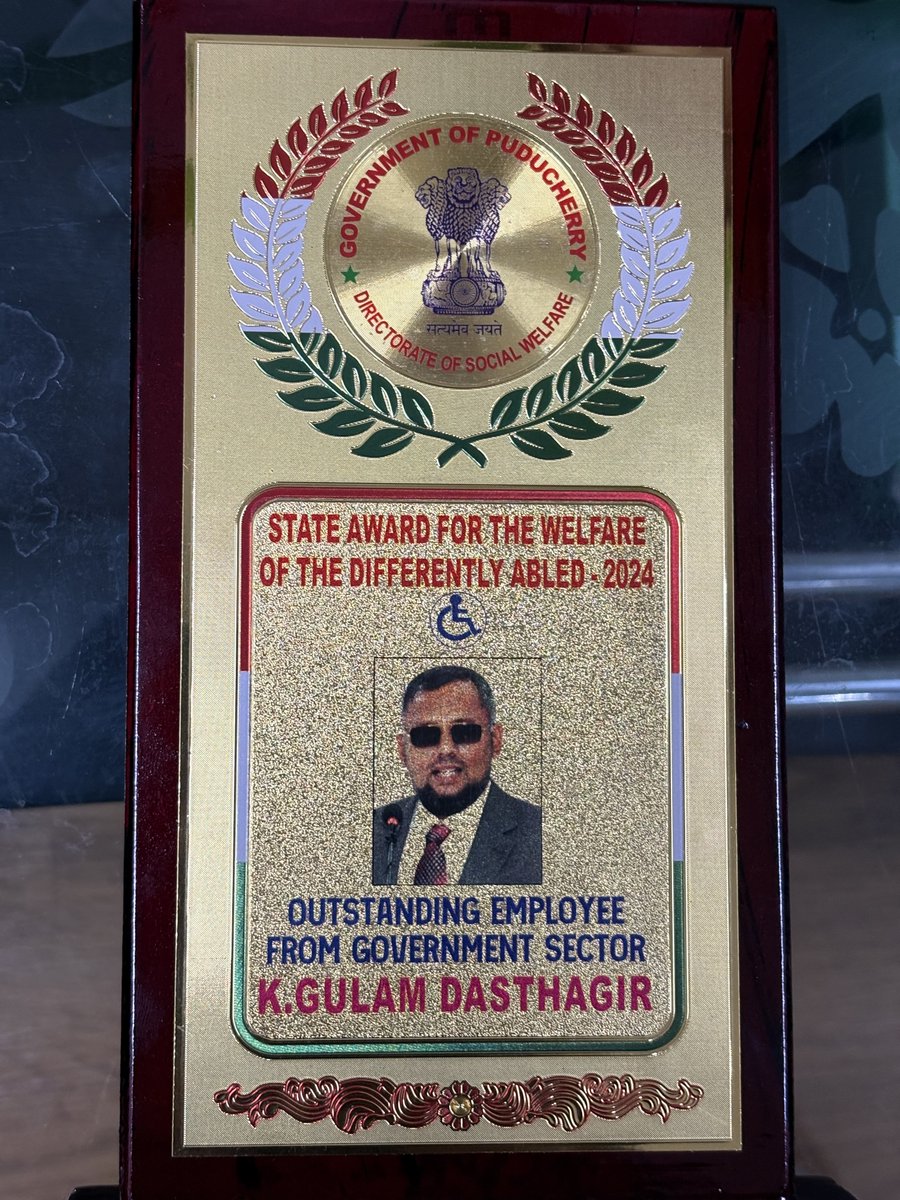 GOVERNMENT OF PUDUCHERRY
सत्यमेव जयते
DIRECTORATE OF SOCIAL WELFARE
STATE AWARD FOR THE WELFARE
OF THE DIFFERENTLY ABLED - 2024
OUTSTANDING EMPLOYEE
FROM GOVERNMENT SECTOR
K.GULAM DASTHAGIR